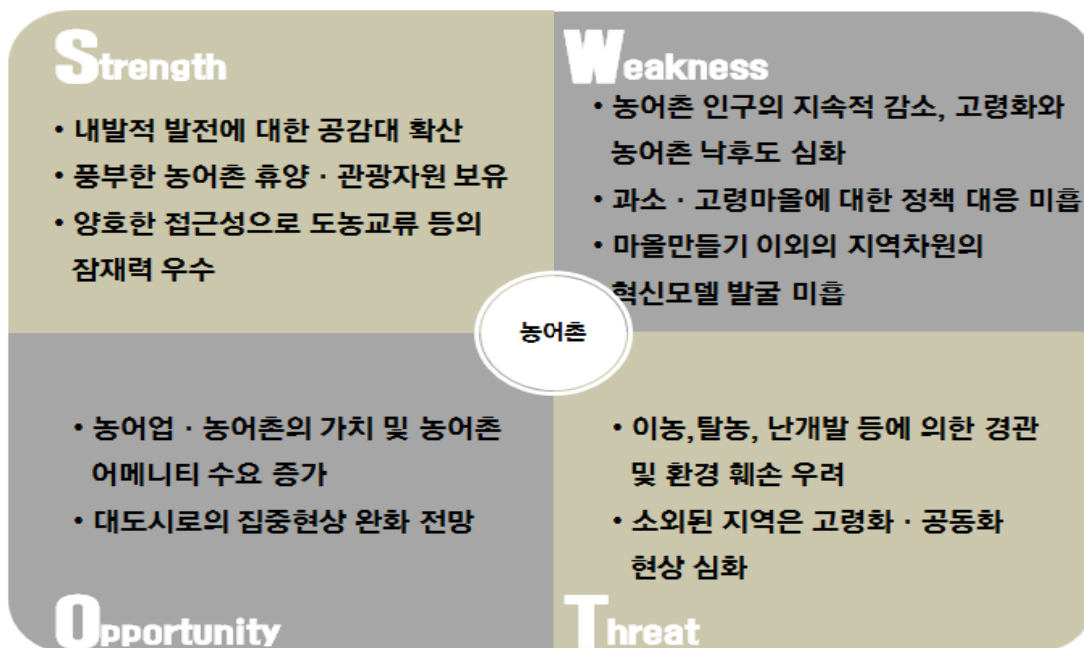 Strength
• 내발적 발전에 대한 공감대 확산
• 풍부한 농어촌 휴양 · 관광자원 보유
• 양호한 접근성으로 도농교류 등의
잠재력 우수
Weakness
• 농어촌 인구의 지속적 감소, 고령화와
농어촌 낙후도 심화
• 과소 · 고령마을에 대한 정책 대응 미흡
• 마을만들기 이외의 지역차원의
혁신모델 발굴 미흡
농어촌
• 농어업 · 농어촌의 가치 및 농어촌
어메니티 수요 증가
• 대도시로의 집중현상 완화 전망
Opportunity
• 이농,탈농, 난개발 등에 의한 경관
및 환경 훼손 우려
• 소외된 지역은 고령화 · 공동화
현상 심화
Threat